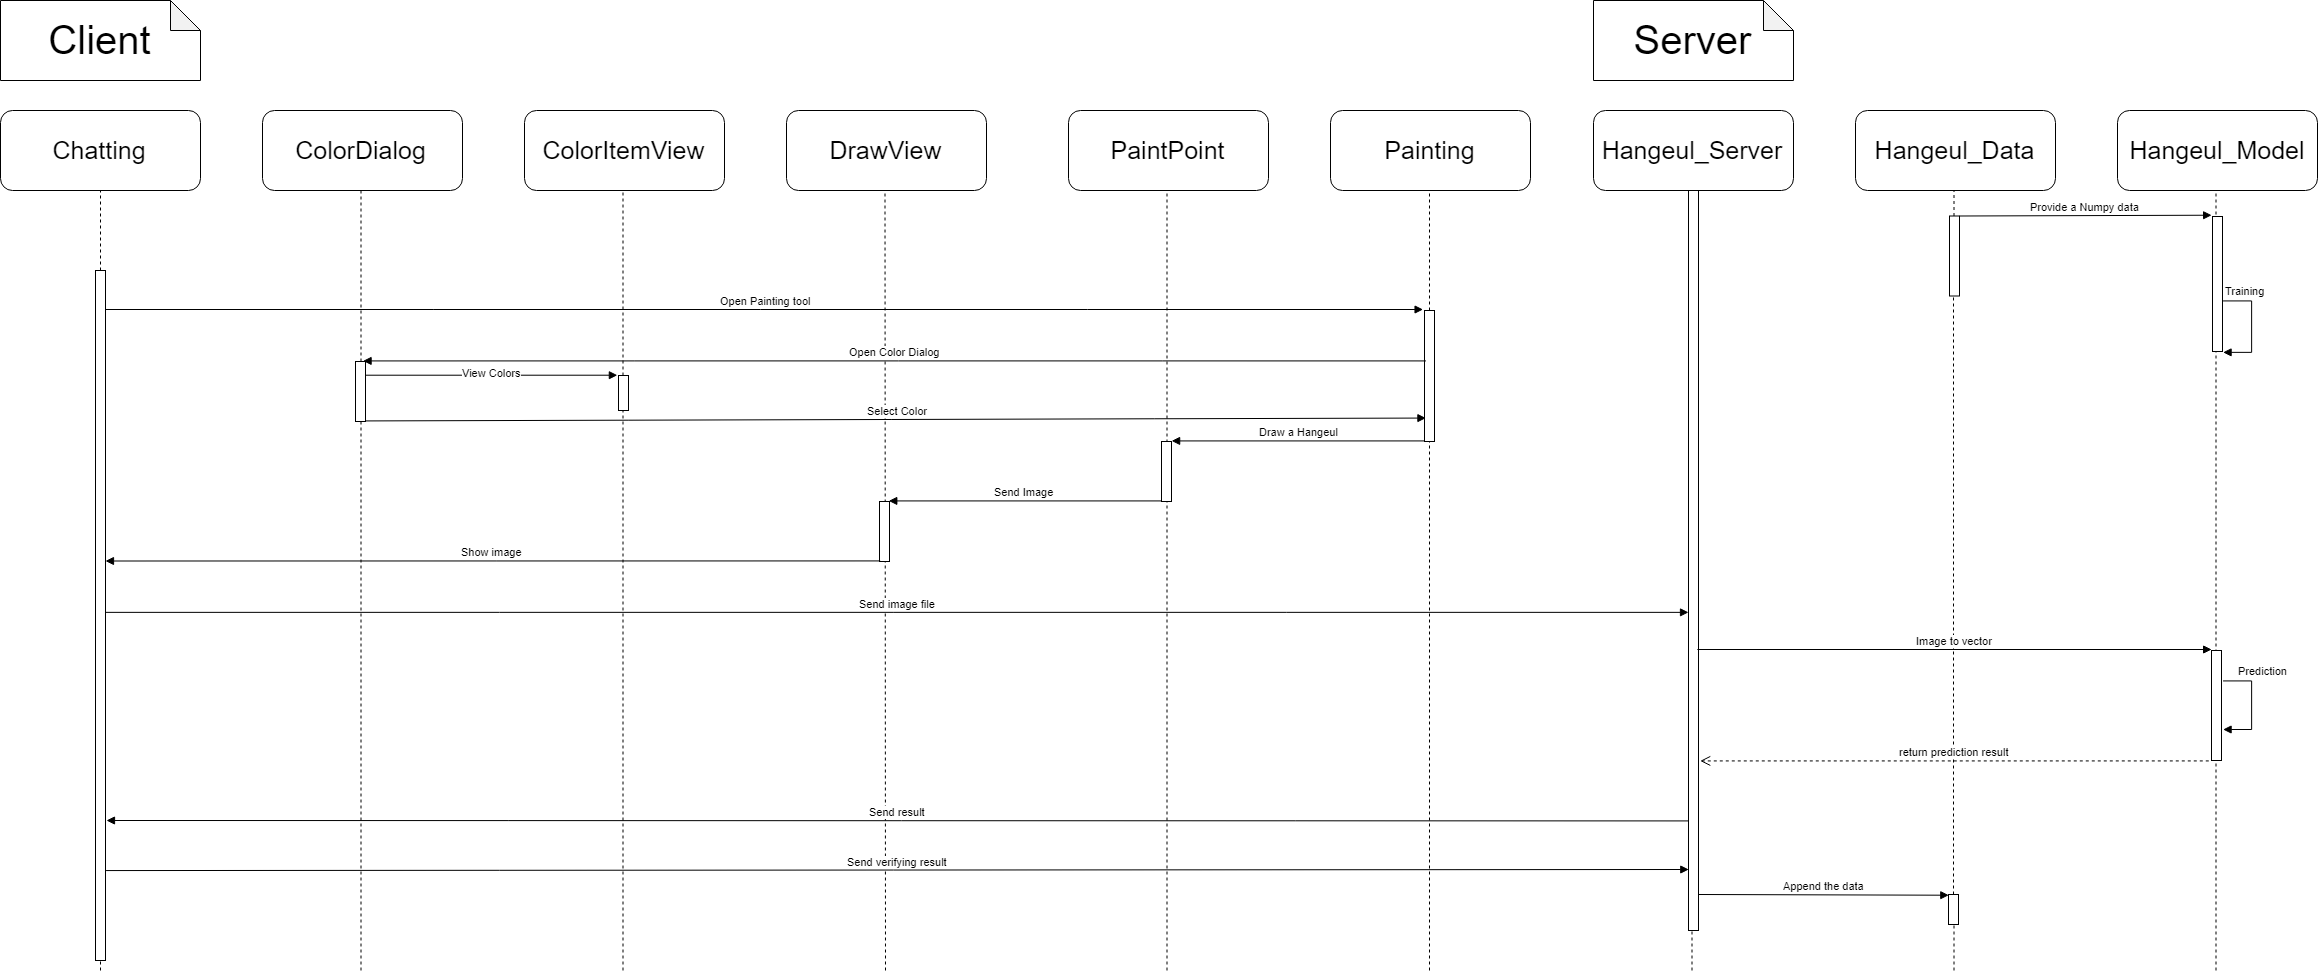 Client
Server
Chatting
ColorDialog
ColorItemView
DrawView
PaintPoint
Painting
Hangeul_Server
Hangeul_Data
Hangeul_Model
Provide a Numpy data
Training
Open Painting tool
Open Color Dialog
View Colors
Select Color
Draw a Hangeul
Send Image
Show image
Send image file
Image to vector
Prediction
return prediction result
Send result
Send verifying result
Append the data